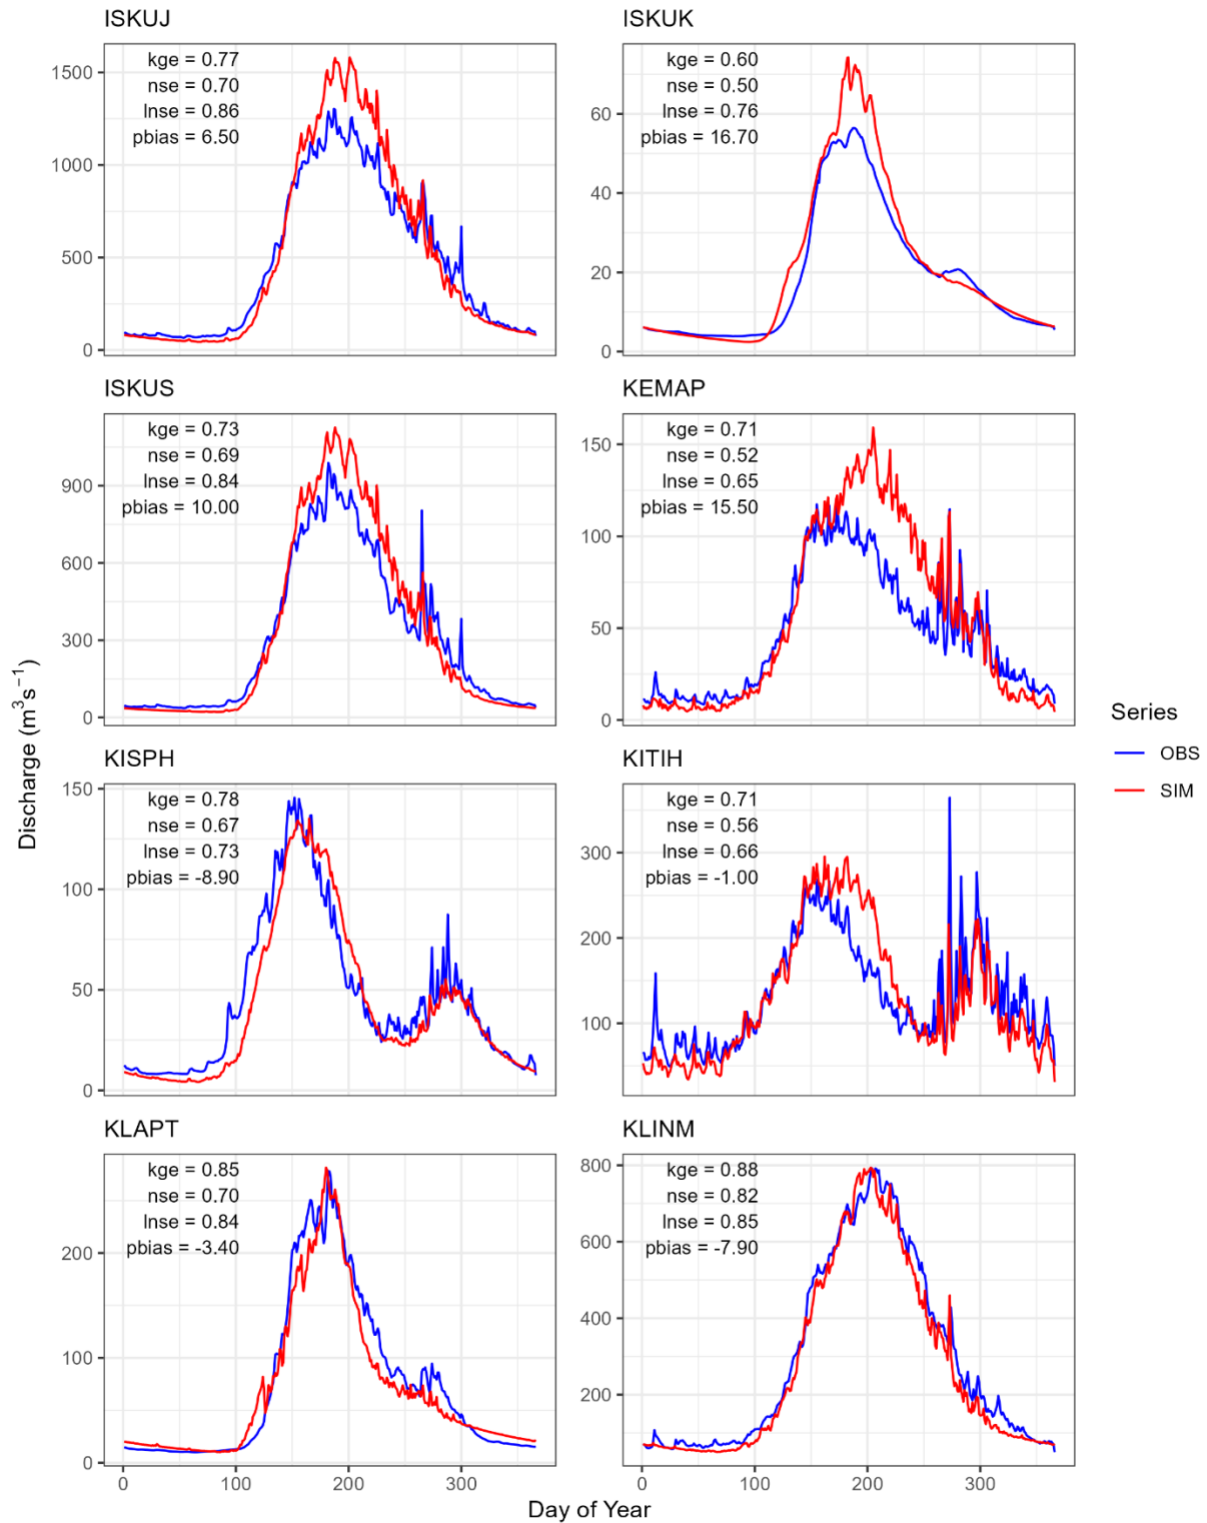 ISKUJ
kge = 0.77
nse = 0.70
lnse = 0.86
pbias = 6.50
1500
1000
500
0
ISKUK
kge = 0.60
nse = 0.50
lnse = 0.76
pbias = 16.70
60
40
20
0
ISKUS
kge = 0.73
nse = 0.69
lnse = 0.84
pbias = 10.00
900
600
300
0
KEMAP
kge = 0.71
nse = 0.52
lnse = 0.65
pbias = 15.50
150
100
50
0
KISPH
kge = 0.78
nse = 0.67
lnse = 0.73
pbias = -8.90
150
100
50
0
KITIH
kge = 0.71
nse = 0.56
lnse = 0.66
pbias = -1.00
300
200
100
KLAPT
kge = 0.85
nse = 0.70
lnse = 0.84
pbias = -3.40
200
100
0
0 100 200 300
KLINM
kge = 0.88
nse = 0.82
lnse = 0.85
pbias = -7.90
800
600
400
200
0 100 200 300
Day of Year
Discharge (m³s⁻¹)
Series
OBS
SIM